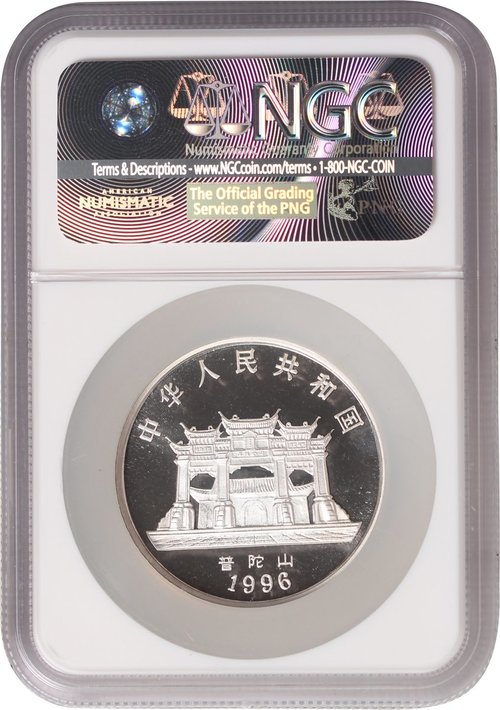 NGC
Numismatic Guaranty Corporation
Terms & Descriptions - www.NGCcoin.com/terms • 1-800-NGC-COIN
AMERICAN
NUMISMATIC
ASSOCIATION
The Official Grading
Service of the PNG
PNG
中华人民共和国
普陀山
1996